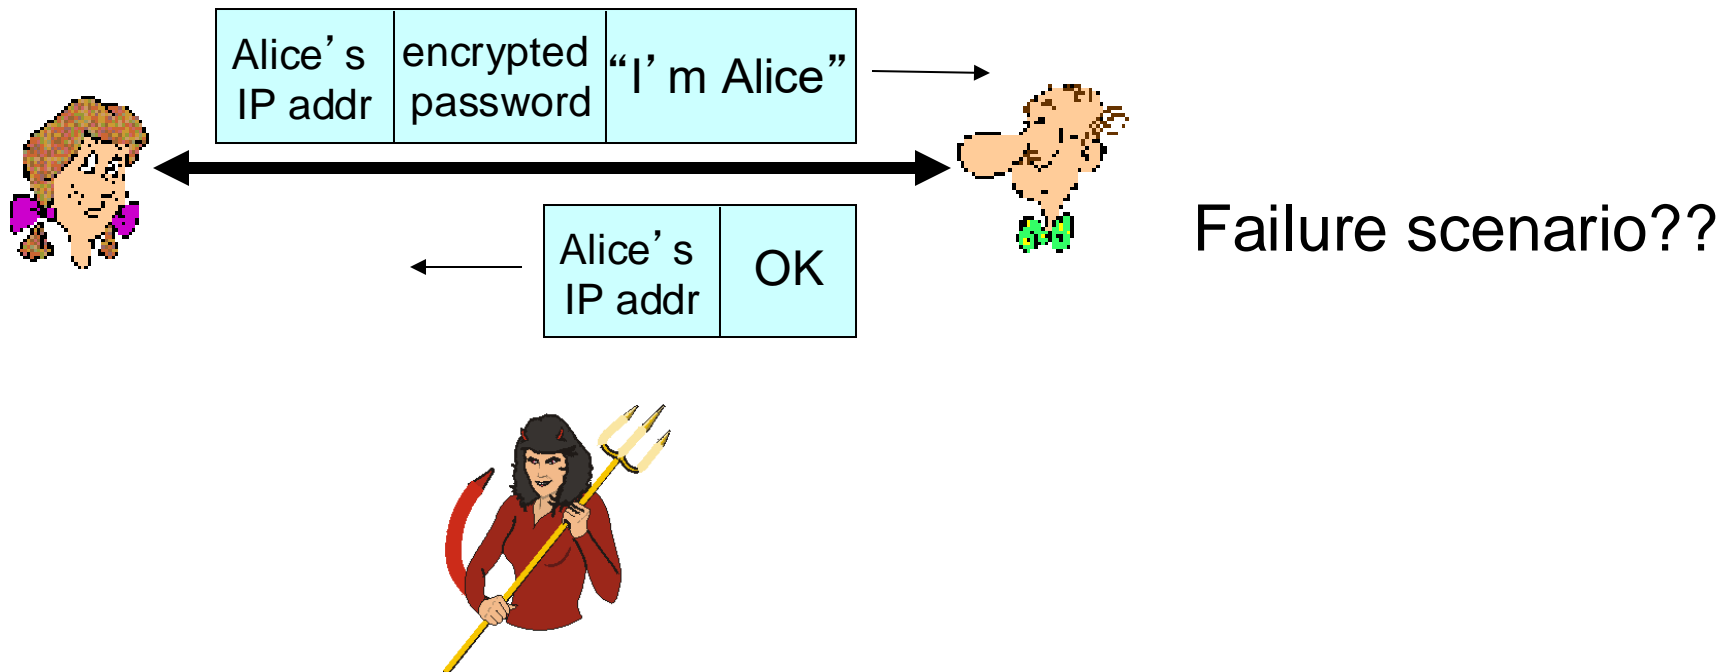 Alice’s
IP addr
encrypted
password
“I’m Alice”
Failure scenario??
Alice’s
IP addr
OK